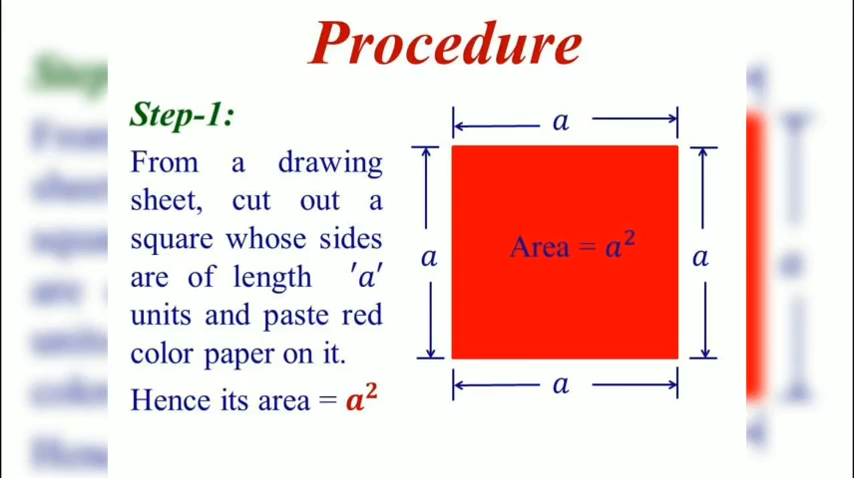 Procedure
Step-1:
From a drawing
sheet, cut out a
square whose sides
are of length 'a'
units and paste red
color paper on it.
Hence its area = a²
a
a
Area = a²
a
a